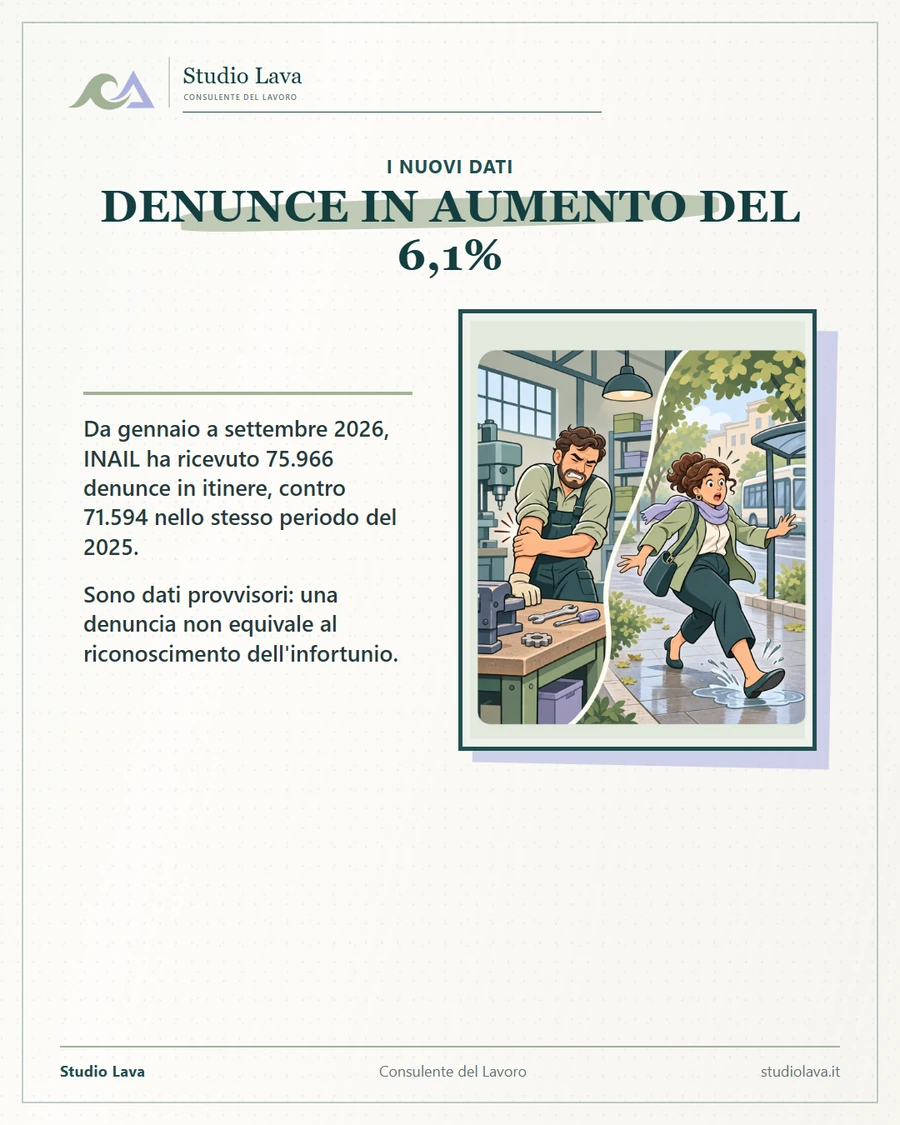 Studio Lava
CONSULENTE DEL LAVORO
I NUOVI DATI
DENUNCE IN AUMENTO DEL
6,1%
Da gennaio a settembre 2026,
INAIL ha ricevuto 75.966
denunce in itinere, contro
71.594 nello stesso periodo del
2025.
Sono dati provvisori: una
denuncia non equivale al
riconoscimento dell'infortunio.
Studio Lava
Consulente del Lavoro
studiolava.it